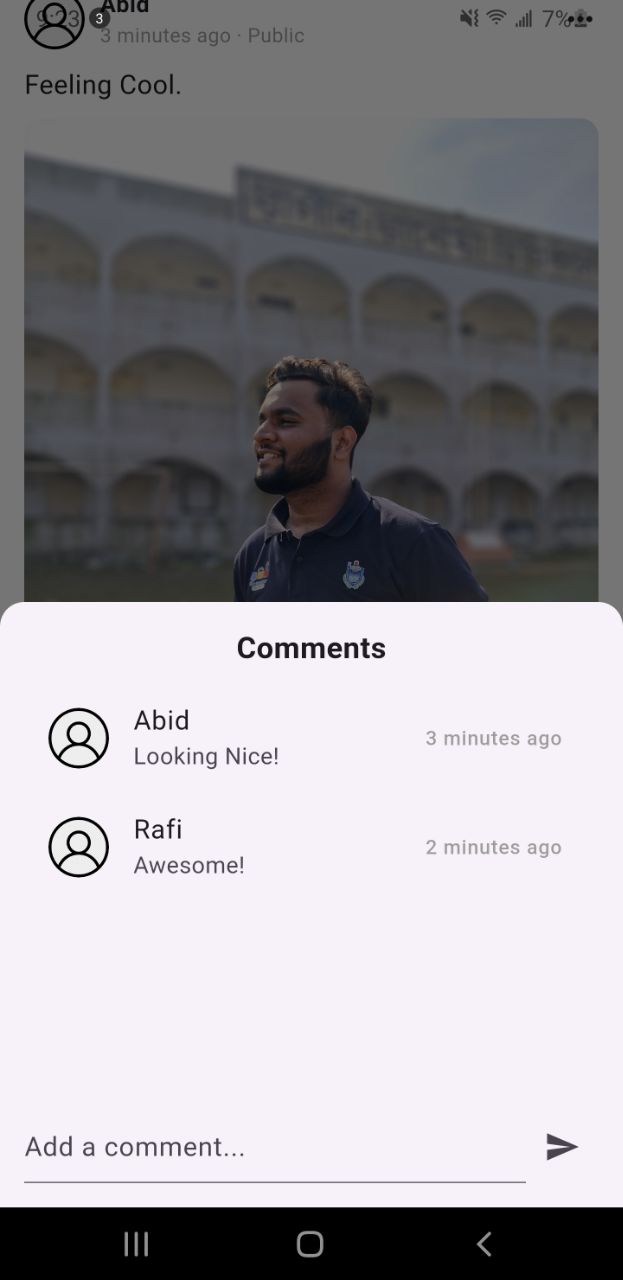 9:23
3
7%
Abid
3 minutes ago · Public
Feeling Cool.
Comments
Abid
Looking Nice!
3 minutes ago
Rafi
Awesome!
2 minutes ago
Add a comment...